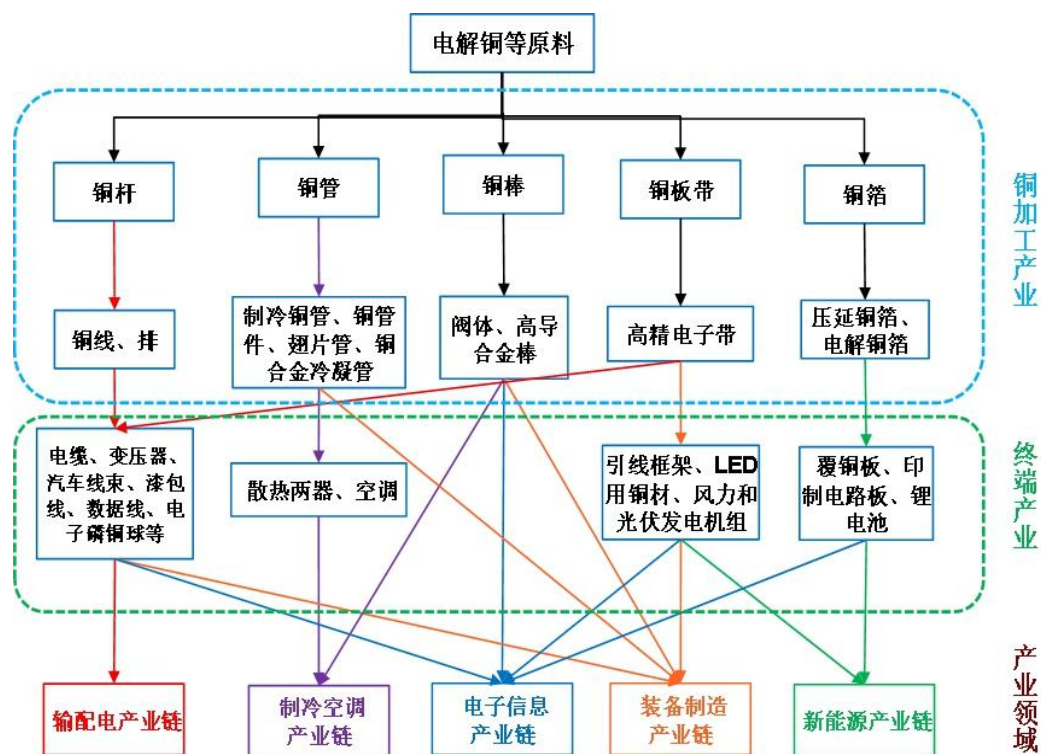 电解铜等原料
铜杆
铜管
铜棒
铜板带
铜箔
铜加工产业
铜线、排
制冷铜管、铜管
件、翅片管、铜
合金冷凝管
阀体、高导
合金棒
高精电子带
压延铜箔、
电解铜箔
电缆、变压器、
汽车线束、漆包
线、数据线、电
子磷铜球等
散热两器、空调
引线框架、LED
用铜材、风力和
光伏发电机组
覆铜板、印
制电路板、锂
电池
终端产业
输配电产业链
制冷空调
产业链
电子信息
产业链
装备制造
产业链
新能源产业链
产业领域